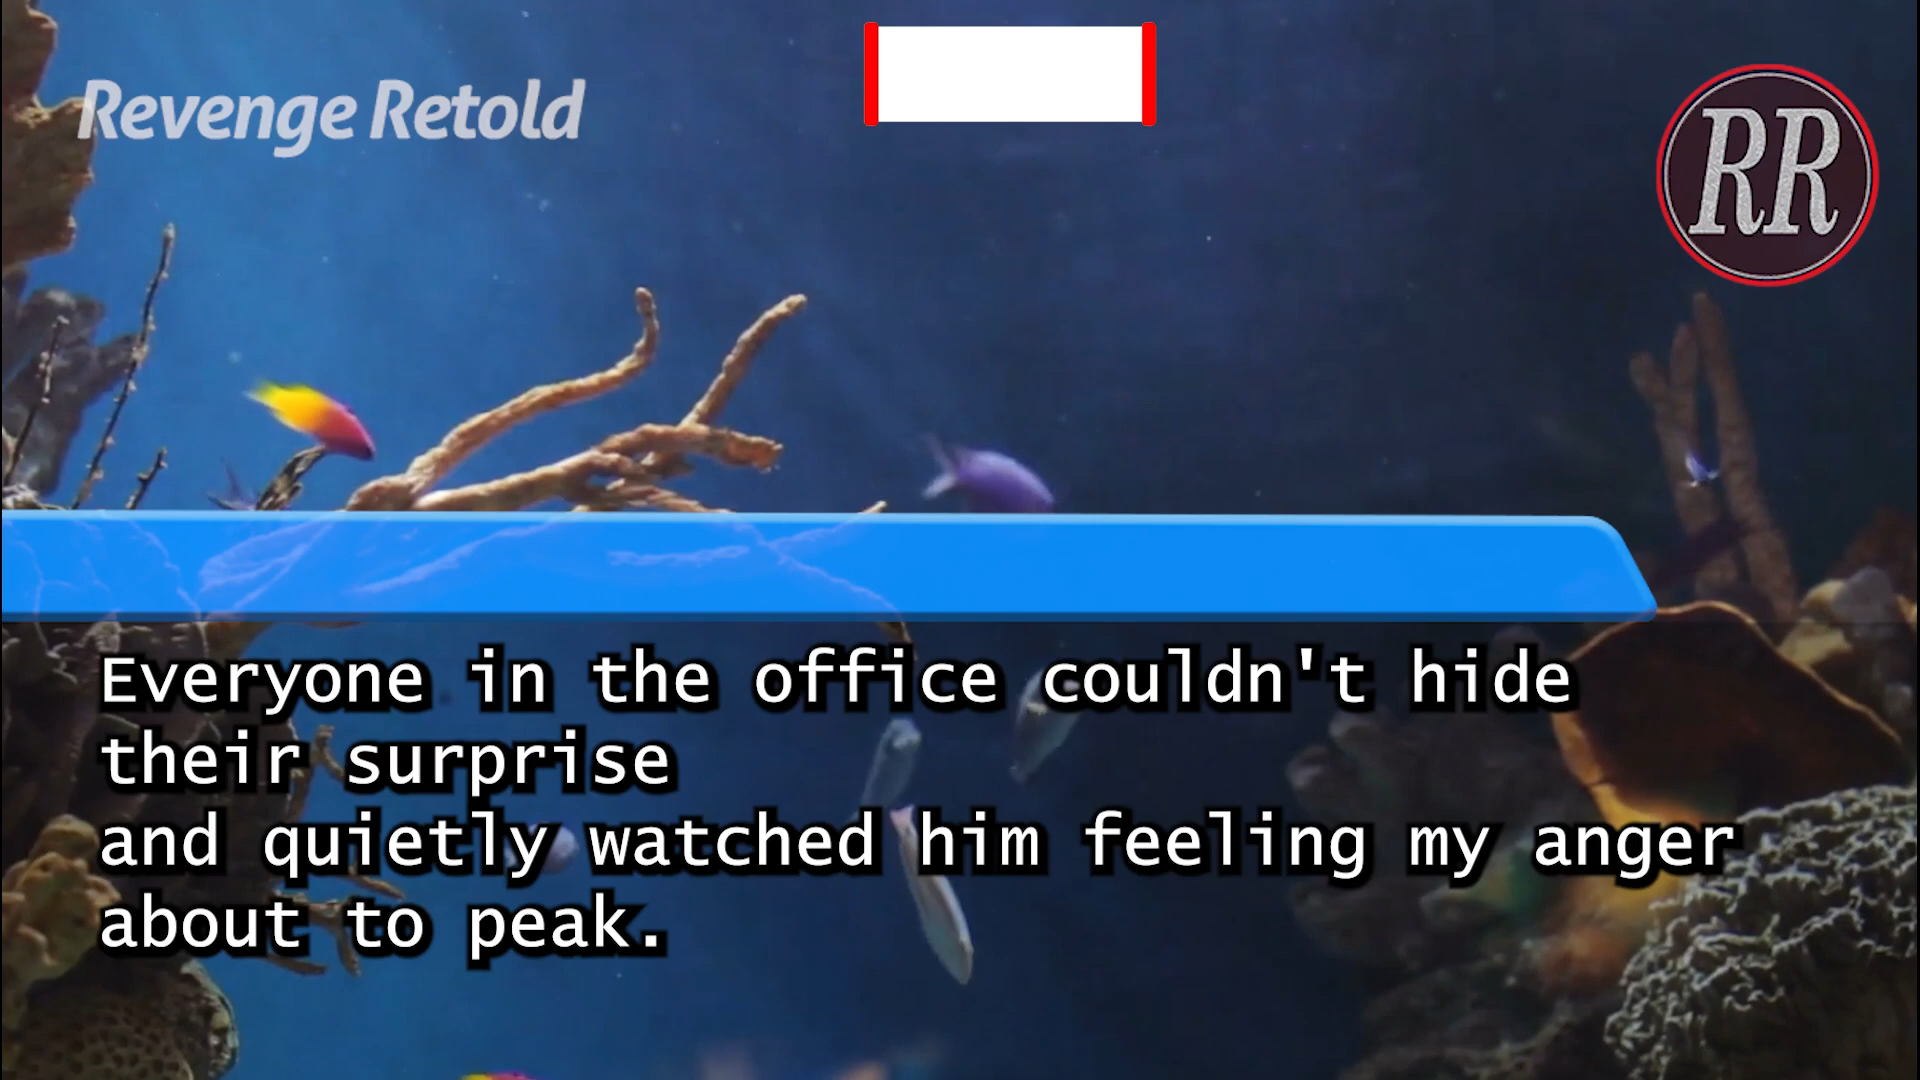 Revenge Retold
RR
Everyone in the office couldn't hide
their surprise
and quietly watched him feeling my anger
about to peak.